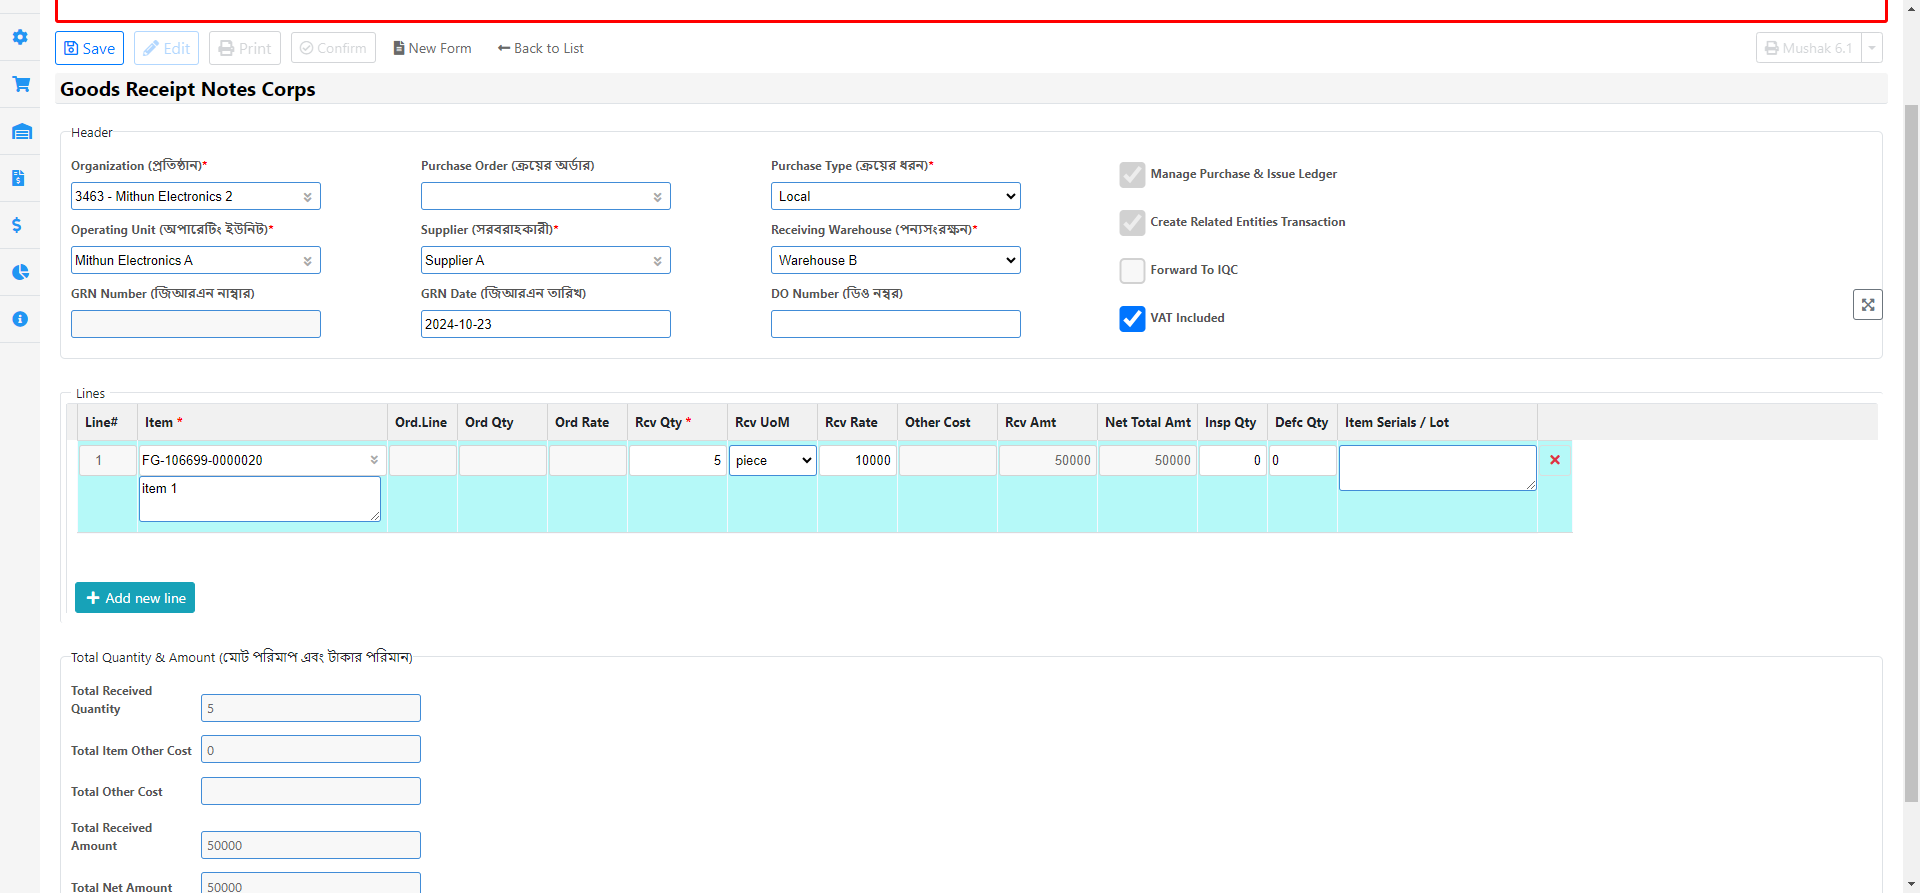 Save Edit Print Confirm New Form Back to List Mushak 6.1
Goods Receipt Notes Corps
Header
Organization (প্রতিষ্ঠান)* Purchase Order (ক্রয়ের অর্ডার) Purchase Type (ক্রয়ের ধরন)*
Manage Purchase & Issue Ledger
3463 - Mithun Electronics 2 Local
Create Related Entities Transaction
Operating Unit (অপারেটিং ইউনিট)* Supplier (সরবরাহকারী)* Receiving Warehouse (পন্যসংরক্ষন)*
Mithun Electronics A Supplier A Warehouse B
Forward To IQC
GRN Number (জিআরএন নাম্বার) GRN Date (জিআরএন তারিখ) DO Number (ডিও নম্বর)
VAT Included
2024-10-23
Lines
Line# Item * Ord.Line Ord Qty Ord Rate Rcv Qty * Rcv UoM Rcv Rate Other Cost Rcv Amt Net Total Amt Insp Qty Defc Qty Item Serials / Lot
1 FG-106699-0000020 5 piece 10000 50000 50000 0 0
item 1
Add new line
Total Quantity & Amount (মোট পরিমাপ এবং টাকার পরিমান)
Total Received
Quantity 5
Total Item Other Cost 0
Total Other Cost
Total Received
Amount 50000
Total Net Amount 50000